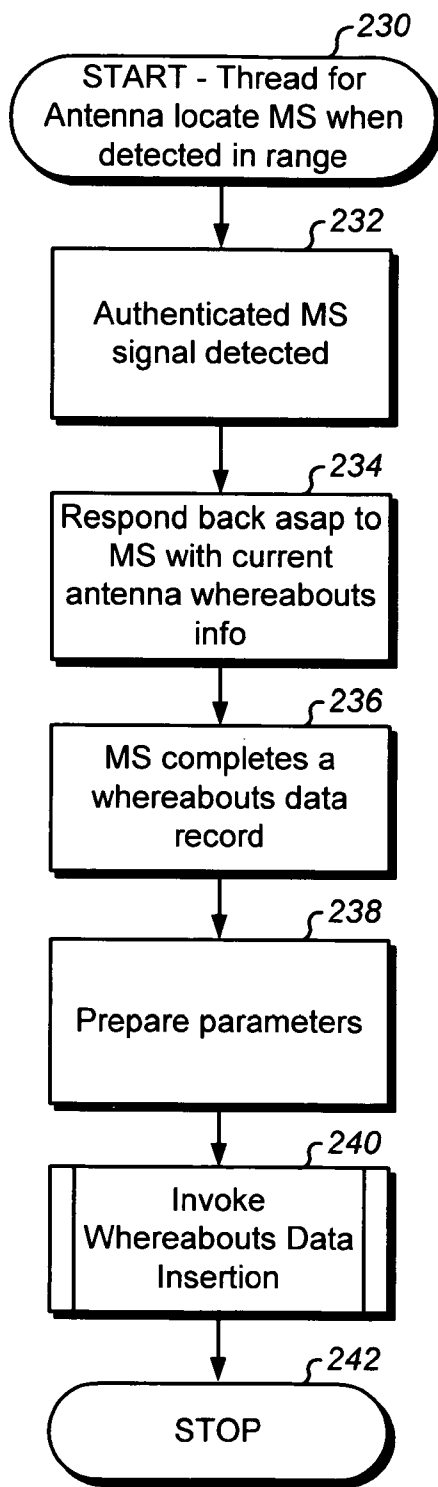 230
START - Thread for
Antenna locate MS when
detected in range
232
Authenticated MS
signal detected
234
Respond back asap to
MS with current
antenna whereabouts
info
236
MS completes a
whereabouts data
record
238
Prepare parameters
240
Invoke
Whereabouts Data
Insertion
242
STOP